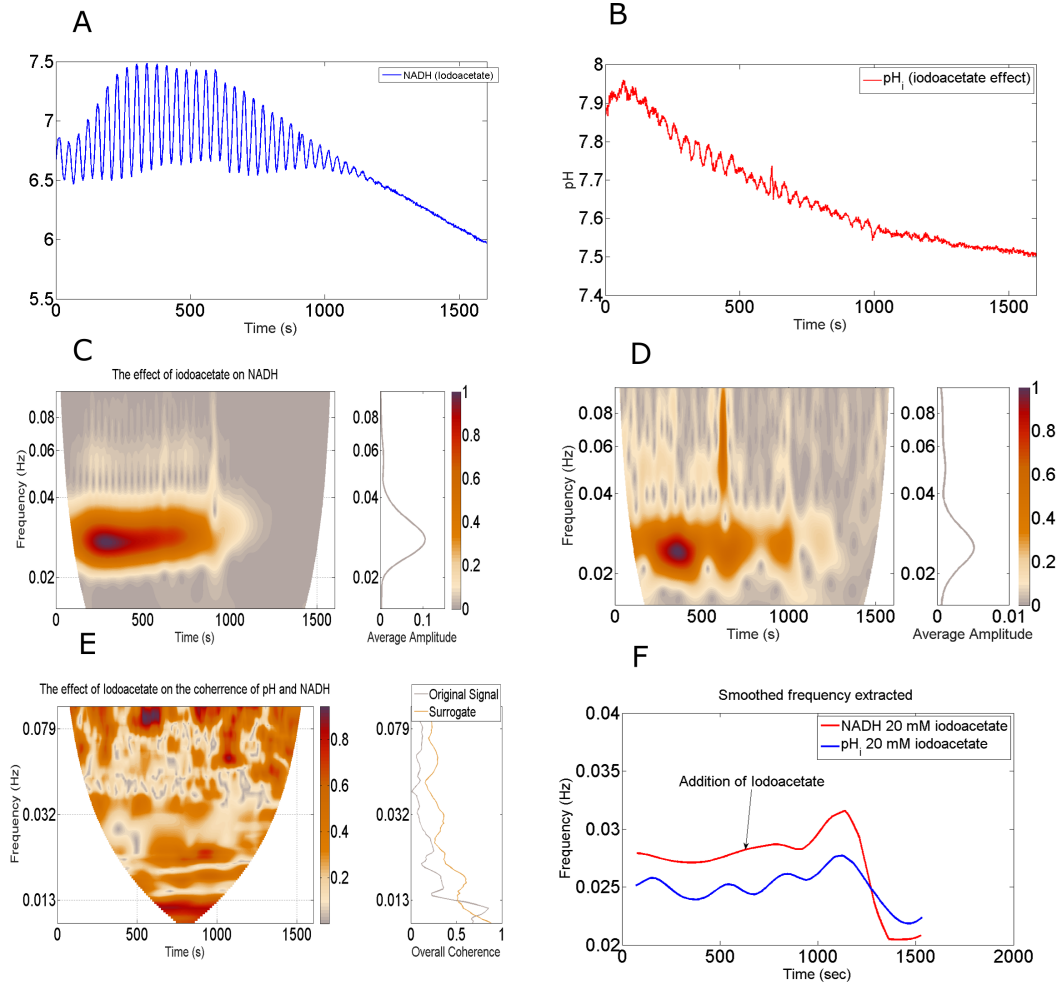 A
B
NADH (Iodoacetate)
7.5
7
6.5
6
5.5
0
500
1000
1500
Time (s)
pH_i (iodoacetate effect)
8
7.9
7.8
7.7
7.6
7.5
7.4
pH
0
500
1000
1500
Time (s)
C
D
The effect of iodoacetate on NADH
Frequency (Hz)
0.08
0.06
0.04
0.02
0
500
1000
1500
Time (s)
0.08
0.06
0.04
0.02
0
0.1
Average Amplitude
1
0.8
0.6
0.4
0.2
0
Frequency (Hz)
0.08
0.06
0.04
0.02
0
500
1000
1500
Time (s)
0.08
0.06
0.04
0.02
0
0.01
Average Amplitude
1
0.8
0.6
0.4
0.2
0
E
F
The effect of Iodoacetate on the coherrence of pH and NADH
Frequency (Hz)
0.079
0.032
0.013
0
500
1000
1500
Time (s)
0.8
0.6
0.4
0.2
Original Signal
Surrogate
0.079
0.032
0.013
0
0.5
1
Overall Coherence
Smoothed frequency extracted
NADH 20 mM iodoacetate
pH_i 20 mM iodoacetate
Addition of Iodoacetate
Frequency (Hz)
0.04
0.035
0.03
0.025
0.02
0
500
1000
1500
2000
Time (sec)